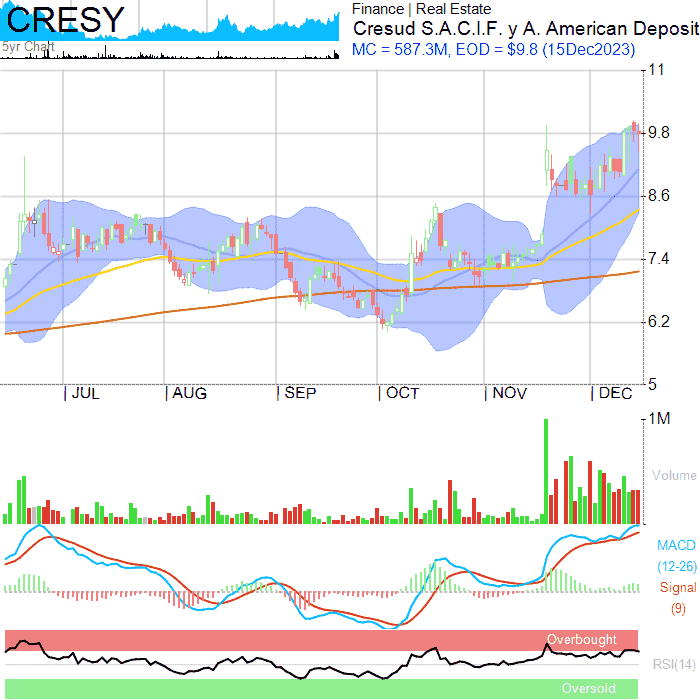 CRESY
Finance | Real Estate
Cresud S.A.C.I.F. y A. American Deposit
5yr Chart
MC = 587.3M, EOD = $9.8 (15Dec2023)
11
9.8
8.6
7.4
6.2
5
| JUL | AUG | SEP | OCT | NOV | DEC
1M
Volume
MACD
(12-26)
Signal
(9)
Overbought
RSI(14)
Oversold